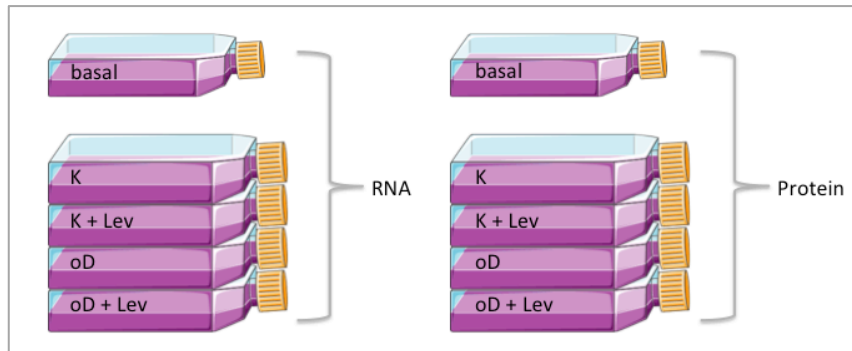 basal
K
K + Lev
oD
oD + Lev
RNA
basal
K
K + Lev
oD
oD + Lev
Protein